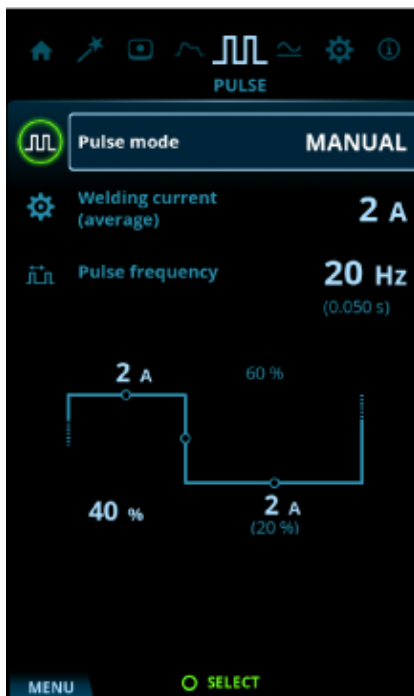 PULSE
Pulse mode MANUAL
Welding current
(average) 2 A
Pulse frequency 20 Hz
(0.050 s)
2 A 60 %
40 % 2 A
(20 %)
MENU SELECT